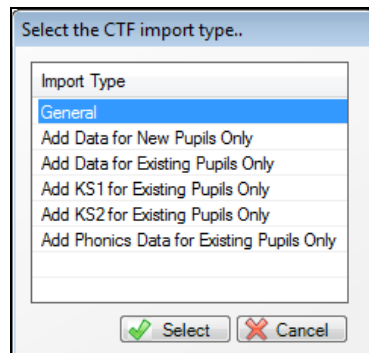 Select the CTF import type..
Import Type
General
Add Data for New Pupils Only
Add Data for Existing Pupils Only
Add KS1 for Existing Pupils Only
Add KS2 for Existing Pupils Only
Add Phonics Data for Existing Pupils Only
Select Cancel